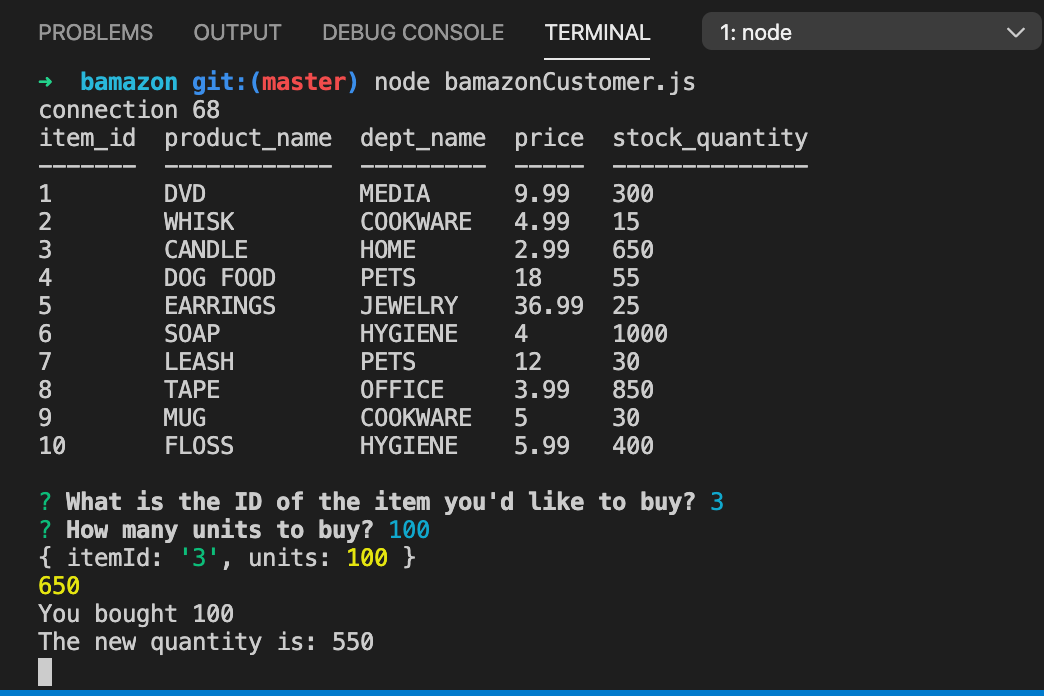 PROBLEMS OUTPUT DEBUG CONSOLE TERMINAL 1: node
➜ bamazon git:(master) node bamazonCustomer.js
connection 68
item_id product_name dept_name price stock_quantity
------- ------------ --------- ----- --------------
1 DVD MEDIA 9.99 300
2 WHISK COOKWARE 4.99 15
3 CANDLE HOME 2.99 650
4 DOG FOOD PETS 18 55
5 EARRINGS JEWELRY 36.99 25
6 SOAP HYGIENE 4 1000
7 LEASH PETS 12 30
8 TAPE OFFICE 3.99 850
9 MUG COOKWARE 5 30
10 FLOSS HYGIENE 5.99 400
? What is the ID of the item you'd like to buy? 3
? How many units to buy? 100
{ itemId: '3', units: 100 }
650
You bought 100
The new quantity is: 550